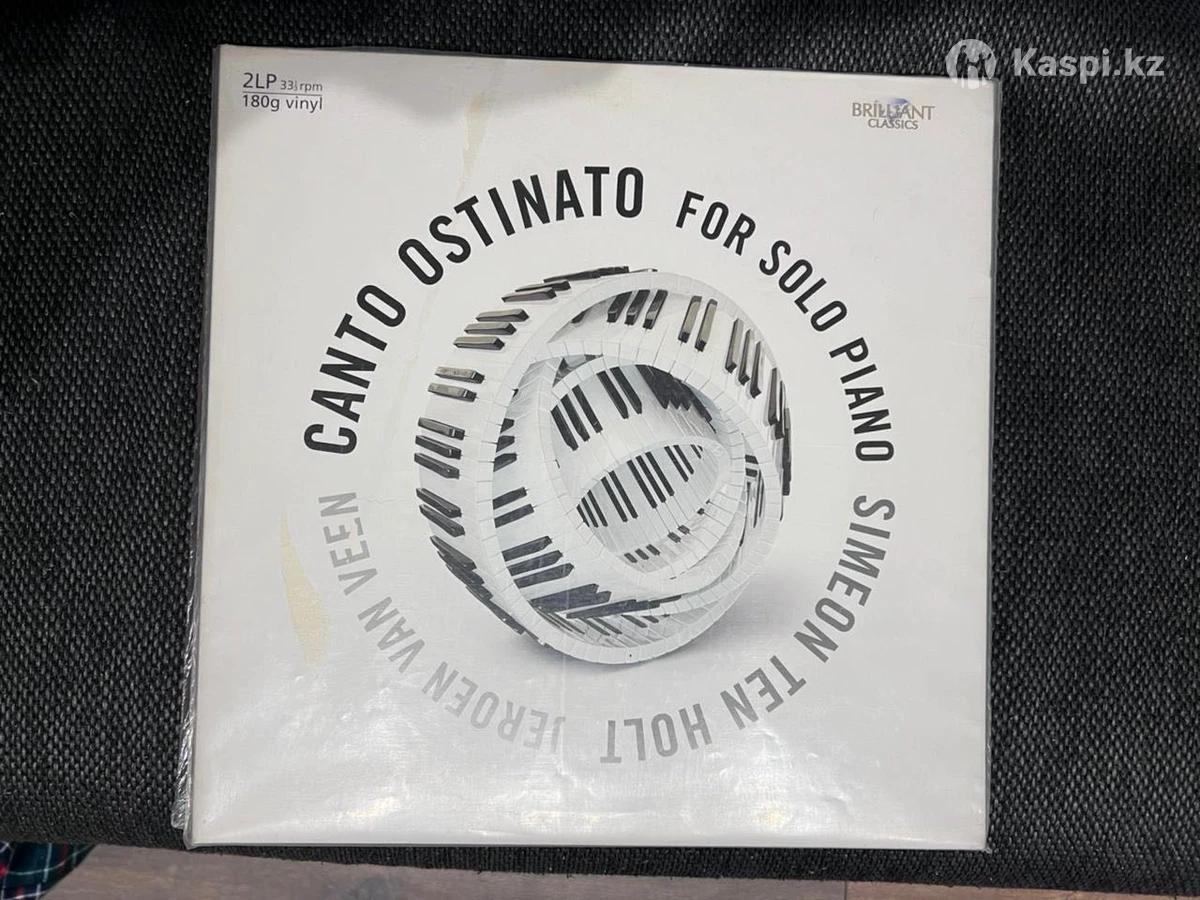 2LP 33⅓ rpm
180g vinyl
BRILLIANT
CLASSICS
Kaspi.kz
CANTO OSTINATO FOR SOLO PIANO SIMEON TEN HOLT JEROEN VAN VEEN